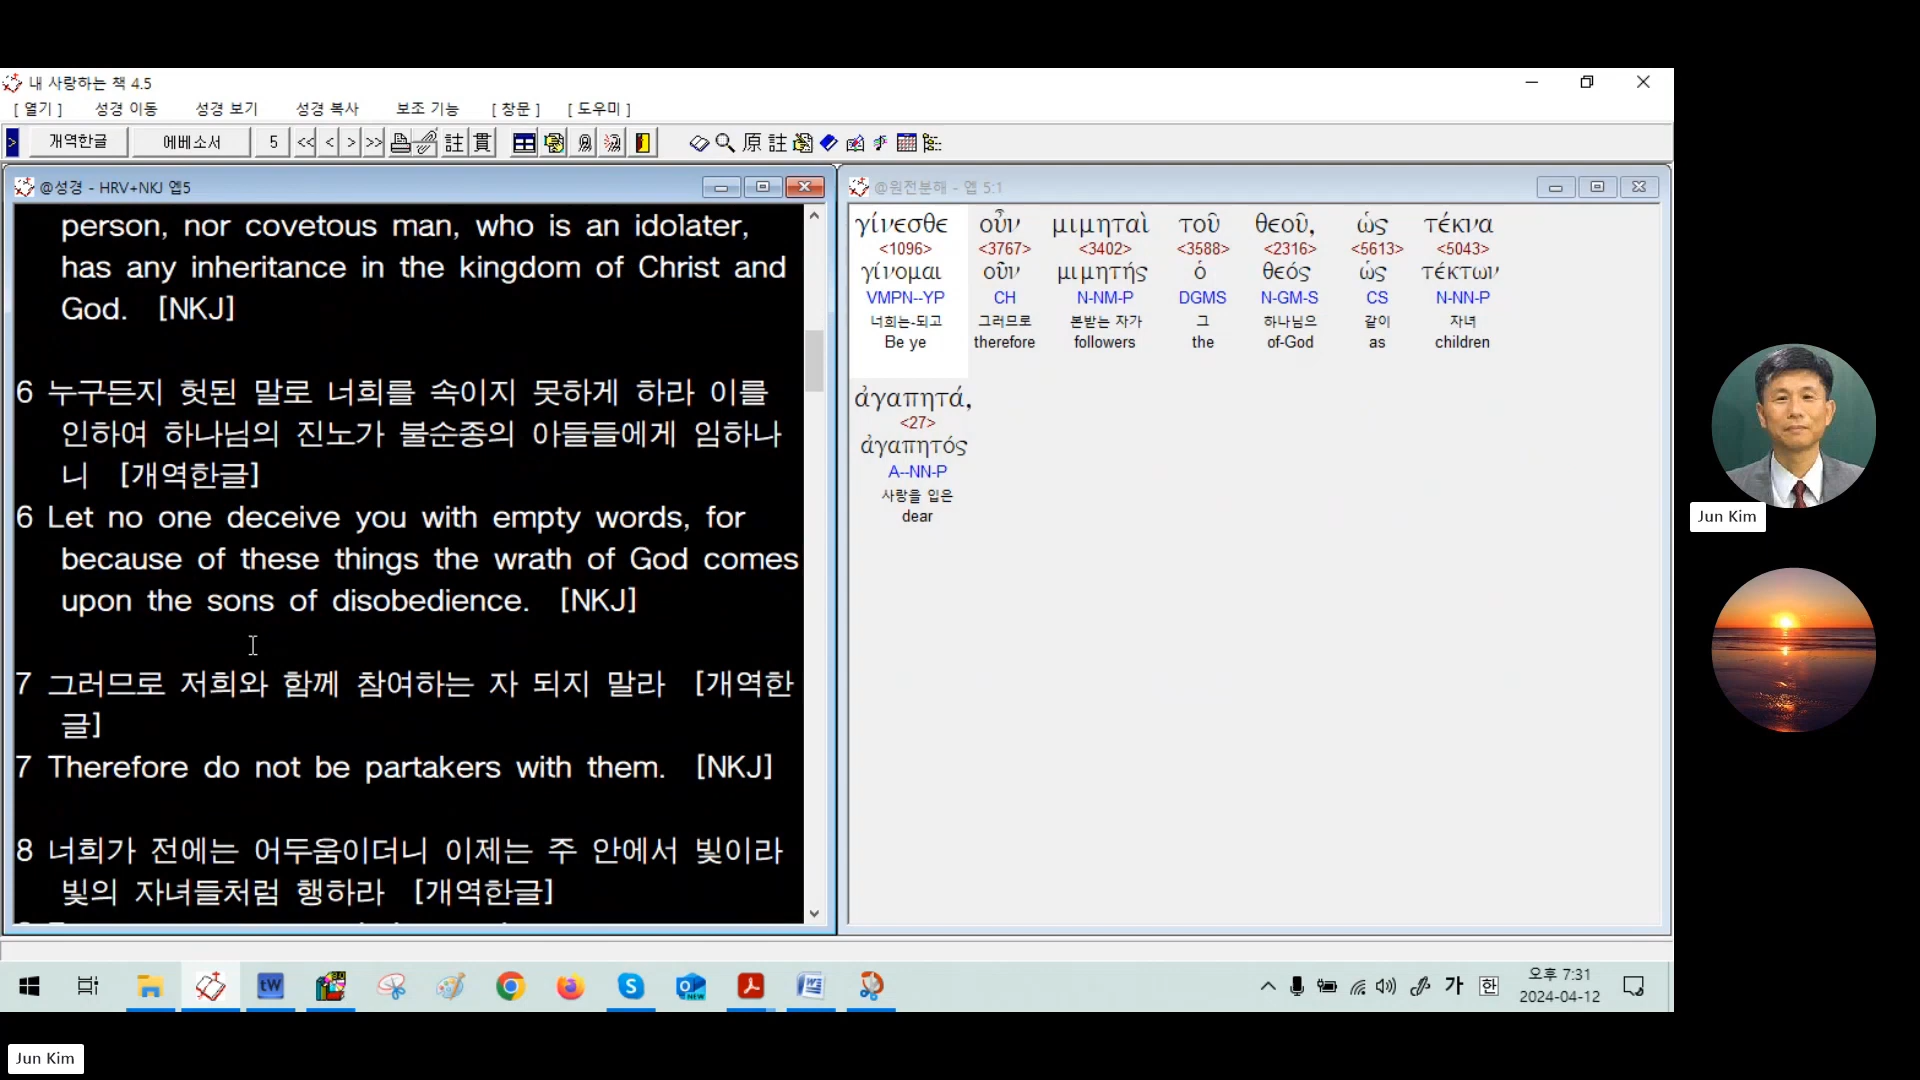 내 사랑하는 책 4.5
[ 열기 ] 성경 이동 성경 보기 성경 복사 보조 기능 [ 창문 ] [ 도우미 ]
> 개역한글 에베소서 5 << < > >> 註 貫 原 註
@성경 - HRV+NKJ 엡5
person, nor covetous man, who is an idolater,
has any inheritance in the kingdom of Christ and
God. [NKJ]
6 누구든지 헛된 말로 너희를 속이지 못하게 하라 이를
인하여 하나님의 진노가 불순종의 아들들에게 임하나
니 [개역한글]
6 Let no one deceive you with empty words, for
because of these things the wrath of God comes
upon the sons of disobedience. [NKJ]
7 그러므로 저희와 함께 참여하는 자 되지 말라 [개역한
글]
7 Therefore do not be partakers with them. [NKJ]
8 너희가 전에는 어두움이더니 이제는 주 안에서 빛이라
빛의 자녀들처럼 행하라 [개역한글]
@원전분해 - 엡 5:1
γίνεσθε οὖν μιμηταὶ τοῦ θεοῦ, ὡς τέκνα
<1096> <3767> <3402> <3588> <2316> <5613> <5043>
γίνομαι οὖν μιμητής ὁ θεός ὡς τέκτων
VMPN--YP CH N-NM-P DGMS N-GM-S CS N-NN-P
너희는-되고 그러므로 본받는 자가 그 하나님으 같이 자녀
Be ye therefore followers the of-God as children
ἀγαπητά,
<27>
ἀγαπητός
A--NN-P
사랑을 입은
dear
Jun Kim
tW S NEW W 가 한
오후 7:31
2024-04-12
Jun Kim